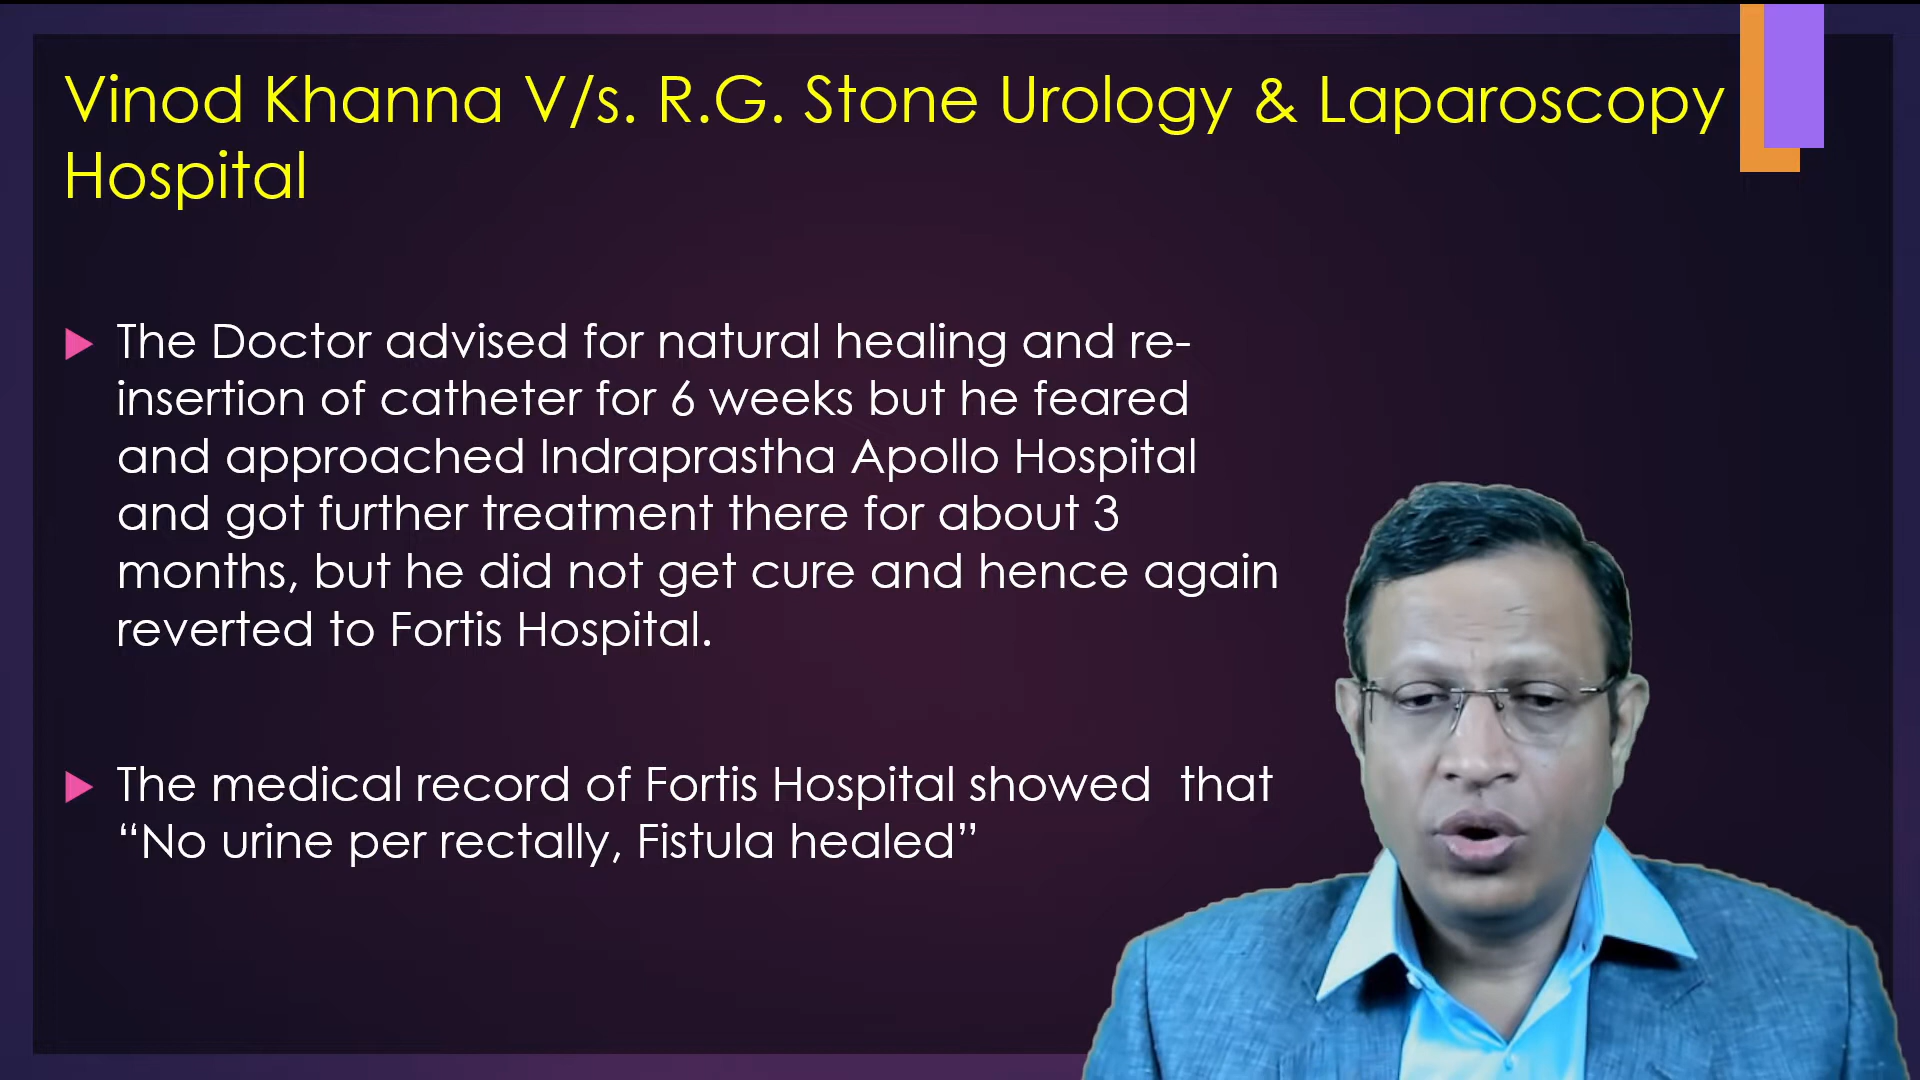 Vinod Khanna V/s. R.G. Stone Urology & Laparoscopy
Hospital
The Doctor advised for natural healing and re-
insertion of catheter for 6 weeks but he feared
and approached Indraprastha Apollo Hospital
and got further treatment there for about 3
months, but he did not get cure and hence again
reverted to Fortis Hospital.
The medical record of Fortis Hospital showed  that
“No urine per rectally, Fistula healed”